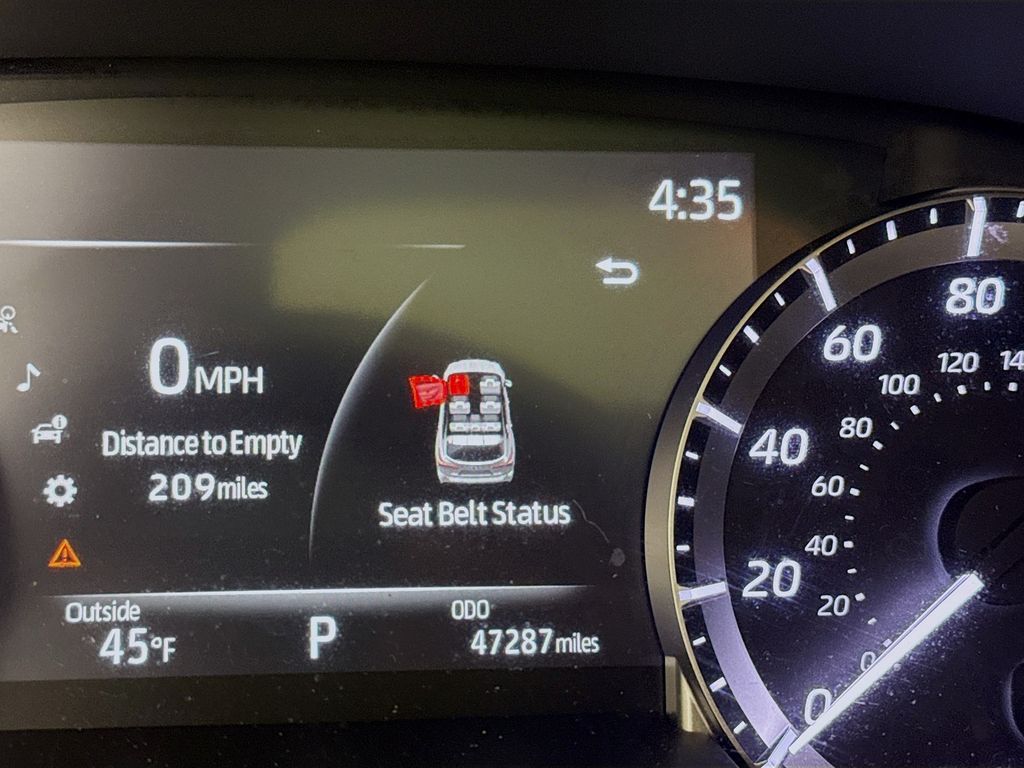 4:35
0 MPH
Distance to Empty
209 miles
Seat Belt Status
Outside
45°F
P
ODO
47287 miles
80
60
40
20
0
120
100
80
60
40
20
0